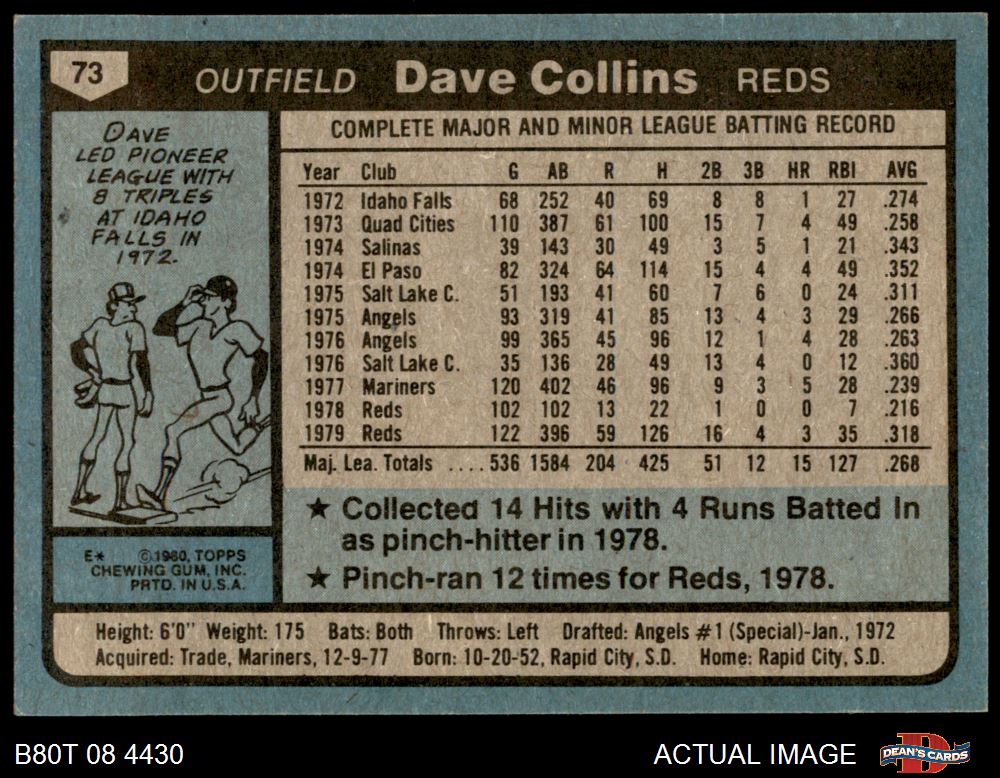 73 OUTFIELD Dave Collins REDS
DAVE
LED PIONEER
LEAGUE WITH
8 TRIPLES
AT IDAHO
FALLS IN
1972.
COMPLETE MAJOR AND MINOR LEAGUE BATTING RECORD
Year Club G AB R H 2B 3B HR RBI AVG
1972 Idaho Falls 68 252 40 69 8 8 1 27 .274
1973 Quad Cities 110 387 61 100 15 7 4 49 .258
1974 Salinas 39 143 30 49 3 5 1 21 .343
1974 El Paso 82 324 64 114 15 4 4 49 .352
1975 Salt Lake C. 51 193 41 60 7 6 0 24 .311
1975 Angels 93 319 41 85 13 4 3 29 .266
1976 Angels 99 365 45 96 12 1 4 28 .263
1976 Salt Lake C. 35 136 28 49 13 4 0 12 .360
1977 Mariners 120 402 46 96 9 3 5 28 .239
1978 Reds 102 102 13 22 1 0 0 7 .216
1979 Reds 122 396 59 126 16 4 3 35 .318
Maj. Lea. Totals .... 536 1584 204 425 51 12 15 127 .268
★ Collected 14 Hits with 4 Runs Batted In
as pinch-hitter in 1978.
★ Pinch-ran 12 times for Reds, 1978.
E* ©1980, TOPPS
CHEWING GUM, INC.
PRTD. IN U.S.A.
Height: 6'0" Weight: 175 Bats: Both Throws: Left Drafted: Angels #1 (Special)-Jan., 1972
Acquired: Trade, Mariners, 12-9-77 Born: 10-20-52, Rapid City, S.D. Home: Rapid City, S.D.
B80T 08 4430 ACTUAL IMAGE DEAN'S CARDS